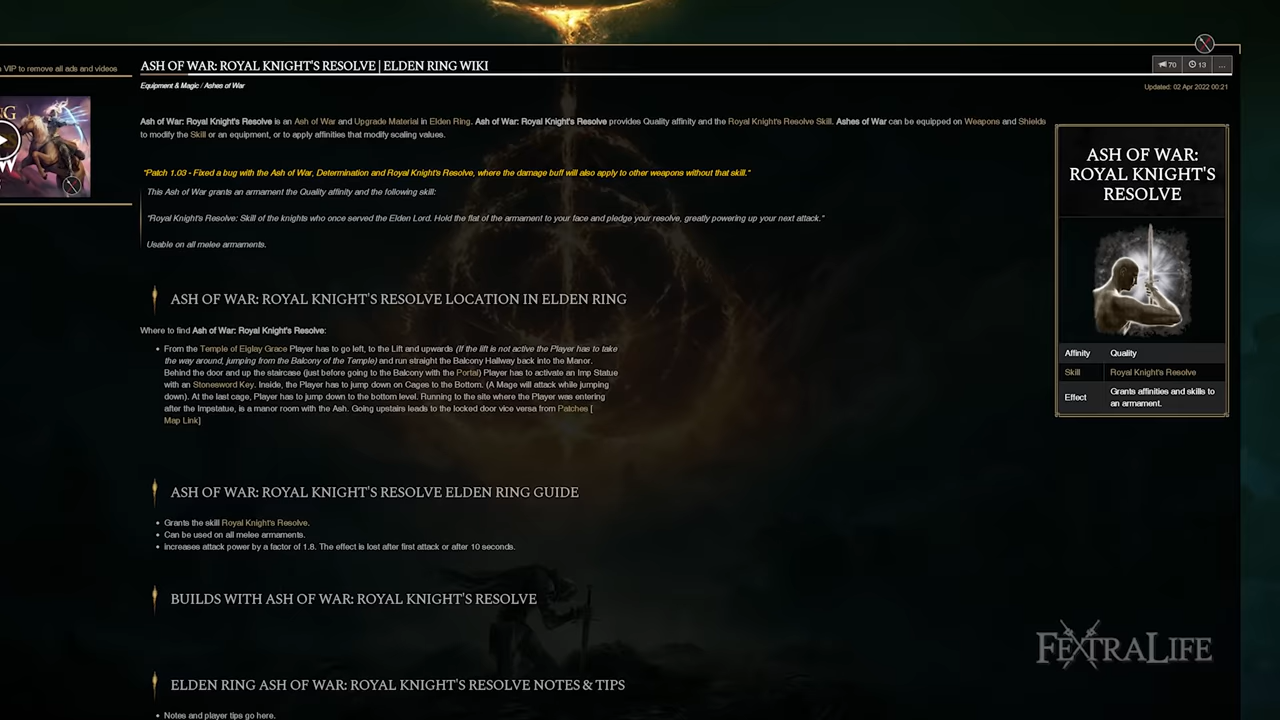 VIP to remove all ads and videos
ASH OF WAR: ROYAL KNIGHT'S RESOLVE | ELDEN RING WIKI
70
13
...
Equipment & Magic / Ashes of War
Updated: 02 Apr 2022 00:21
Ash of War: Royal Knight's Resolve is an Ash of War and Upgrade Material in Elden Ring. Ash of War: Royal Knight's Resolve provides Quality affinity and the Royal Knight's Resolve Skill. Ashes of War can be equipped on Weapons and Shields
to modify the Skill or an equipment, or to apply affinities that modify scaling values.
"Patch 1.03 - Fixed a bug with the Ash of War, Determination and Royal Knight's Resolve, where the damage buff will also apply to other weapons without that skill."
This Ash of War grants an armament the Quality affinity and the following skill:
"Royal Knight's Resolve: Skill of the knights who once served the Elden Lord. Hold the flat of the armament to your face and pledge your resolve, greatly powering up your next attack."
Usable on all melee armaments.
ASH OF WAR:
ROYAL KNIGHT'S
RESOLVE
Affinity Quality
Skill Royal Knight's Resolve
Effect Grants affinities and skills to
an armament.
ASH OF WAR: ROYAL KNIGHT'S RESOLVE LOCATION IN ELDEN RING
Where to find Ash of War: Royal Knight's Resolve:
• From the Temple of Eiglay Grace Player has to go left, to the Lift and upwards (If the lift is not active the Player has to take
the way around, jumping from the Balcony of the Temple) and run straight the Balcony Hallway back into the Manor.
Behind the door and up the staircase (just before going to the Balcony with the Portal) Player has to activate an Imp Statue
with an Stonesword Key. Inside, the Player has to jump down on Cages to the Bottom. (A Mage will attack while jumping
down). At the last cage, Player has to jump down to the bottom level. Running to the site where the Player was entering
after the Impstatue, is a manor room with the Ash. Going upstairs leads to the locked door vice versa from Patches [
Map Link]
ASH OF WAR: ROYAL KNIGHT'S RESOLVE ELDEN RING GUIDE
• Grants the skill Royal Knight's Resolve.
• Can be used on all melee armaments.
• Increases attack power by a factor of 1.8. The effect is lost after first attack or after 10 seconds.
BUILDS WITH ASH OF WAR: ROYAL KNIGHT'S RESOLVE
FEXTRALIFE
ELDEN RING ASH OF WAR: ROYAL KNIGHT'S RESOLVE NOTES & TIPS
• Notes and player tips go here.